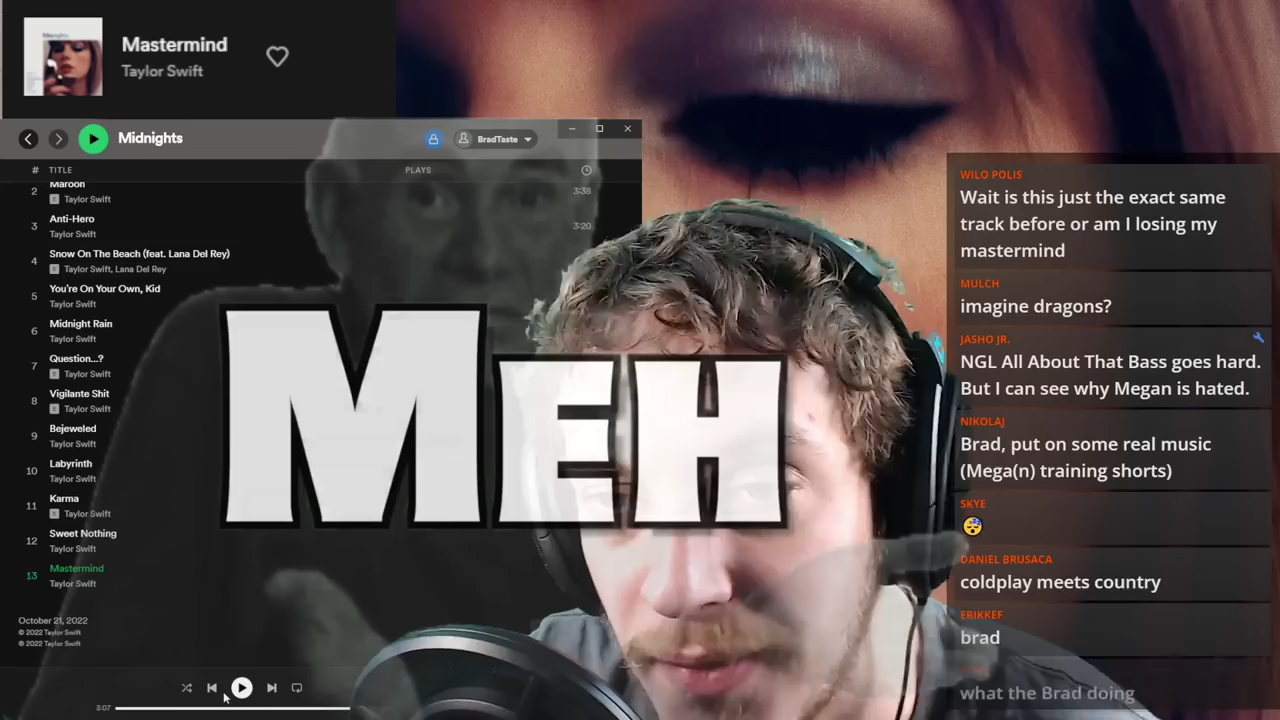 Mastermind
Taylor Swift
Midnights
BradTaste
# TITLE PLAYS
2 Maroon 3:38
E Taylor Swift
3 Anti-Hero 3:20
Taylor Swift
4 Snow On The Beach (feat. Lana Del Rey)
E Taylor Swift, Lana Del Rey
5 You're On Your Own, Kid
Taylor Swift
6 Midnight Rain
Taylor Swift
7 Question...?
E Taylor Swift
8 Vigilante Shit
E Taylor Swift
9 Bejeweled
Taylor Swift
10 Labyrinth
Taylor Swift
11 Karma
E Taylor Swift
12 Sweet Nothing
Taylor Swift
13 Mastermind
Taylor Swift
October 21, 2022
© 2022 Taylor Swift
℗ 2022 Taylor Swift
3:07
MEH
WILO POLIS
Wait is this just the exact same
track before or am I losing my
mastermind
MULCH
imagine dragons?
JASHO JR.
NGL All About That Bass goes hard.
But I can see why Megan is hated.
NIKOLAJ
Brad, put on some real music
(Mega(n) training shorts)
SKYE
😴
DANIEL BRUSACA
coldplay meets country
ERIKKEF
brad
what the Brad doing